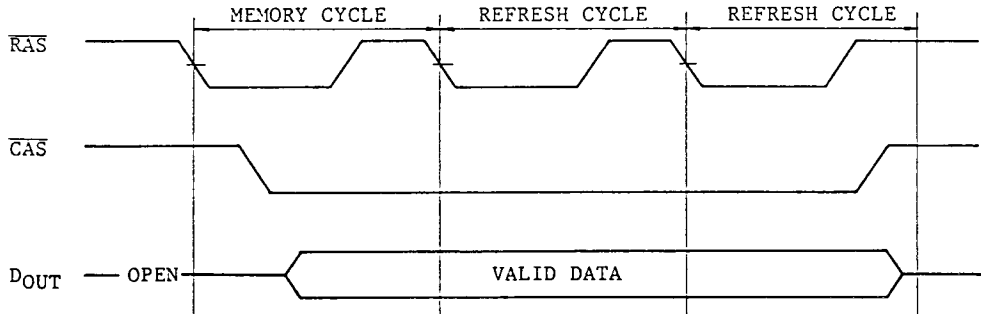 MEMORY CYCLE REFRESH CYCLE REFRESH CYCLE
RAS
CAS
DOUT OPEN VALID DATA